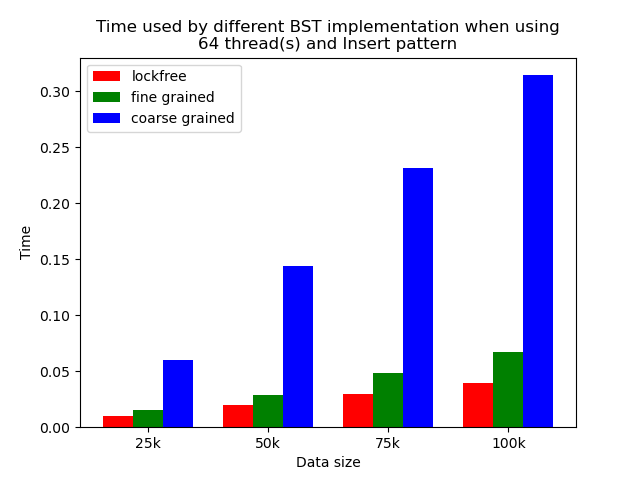 Time used by different BST implementation when using
64 thread(s) and Insert pattern
lockfree
fine grained
coarse grained
0.30
0.25
0.20
0.15
0.10
0.05
0.00
Time
25k
50k
75k
100k
Data size